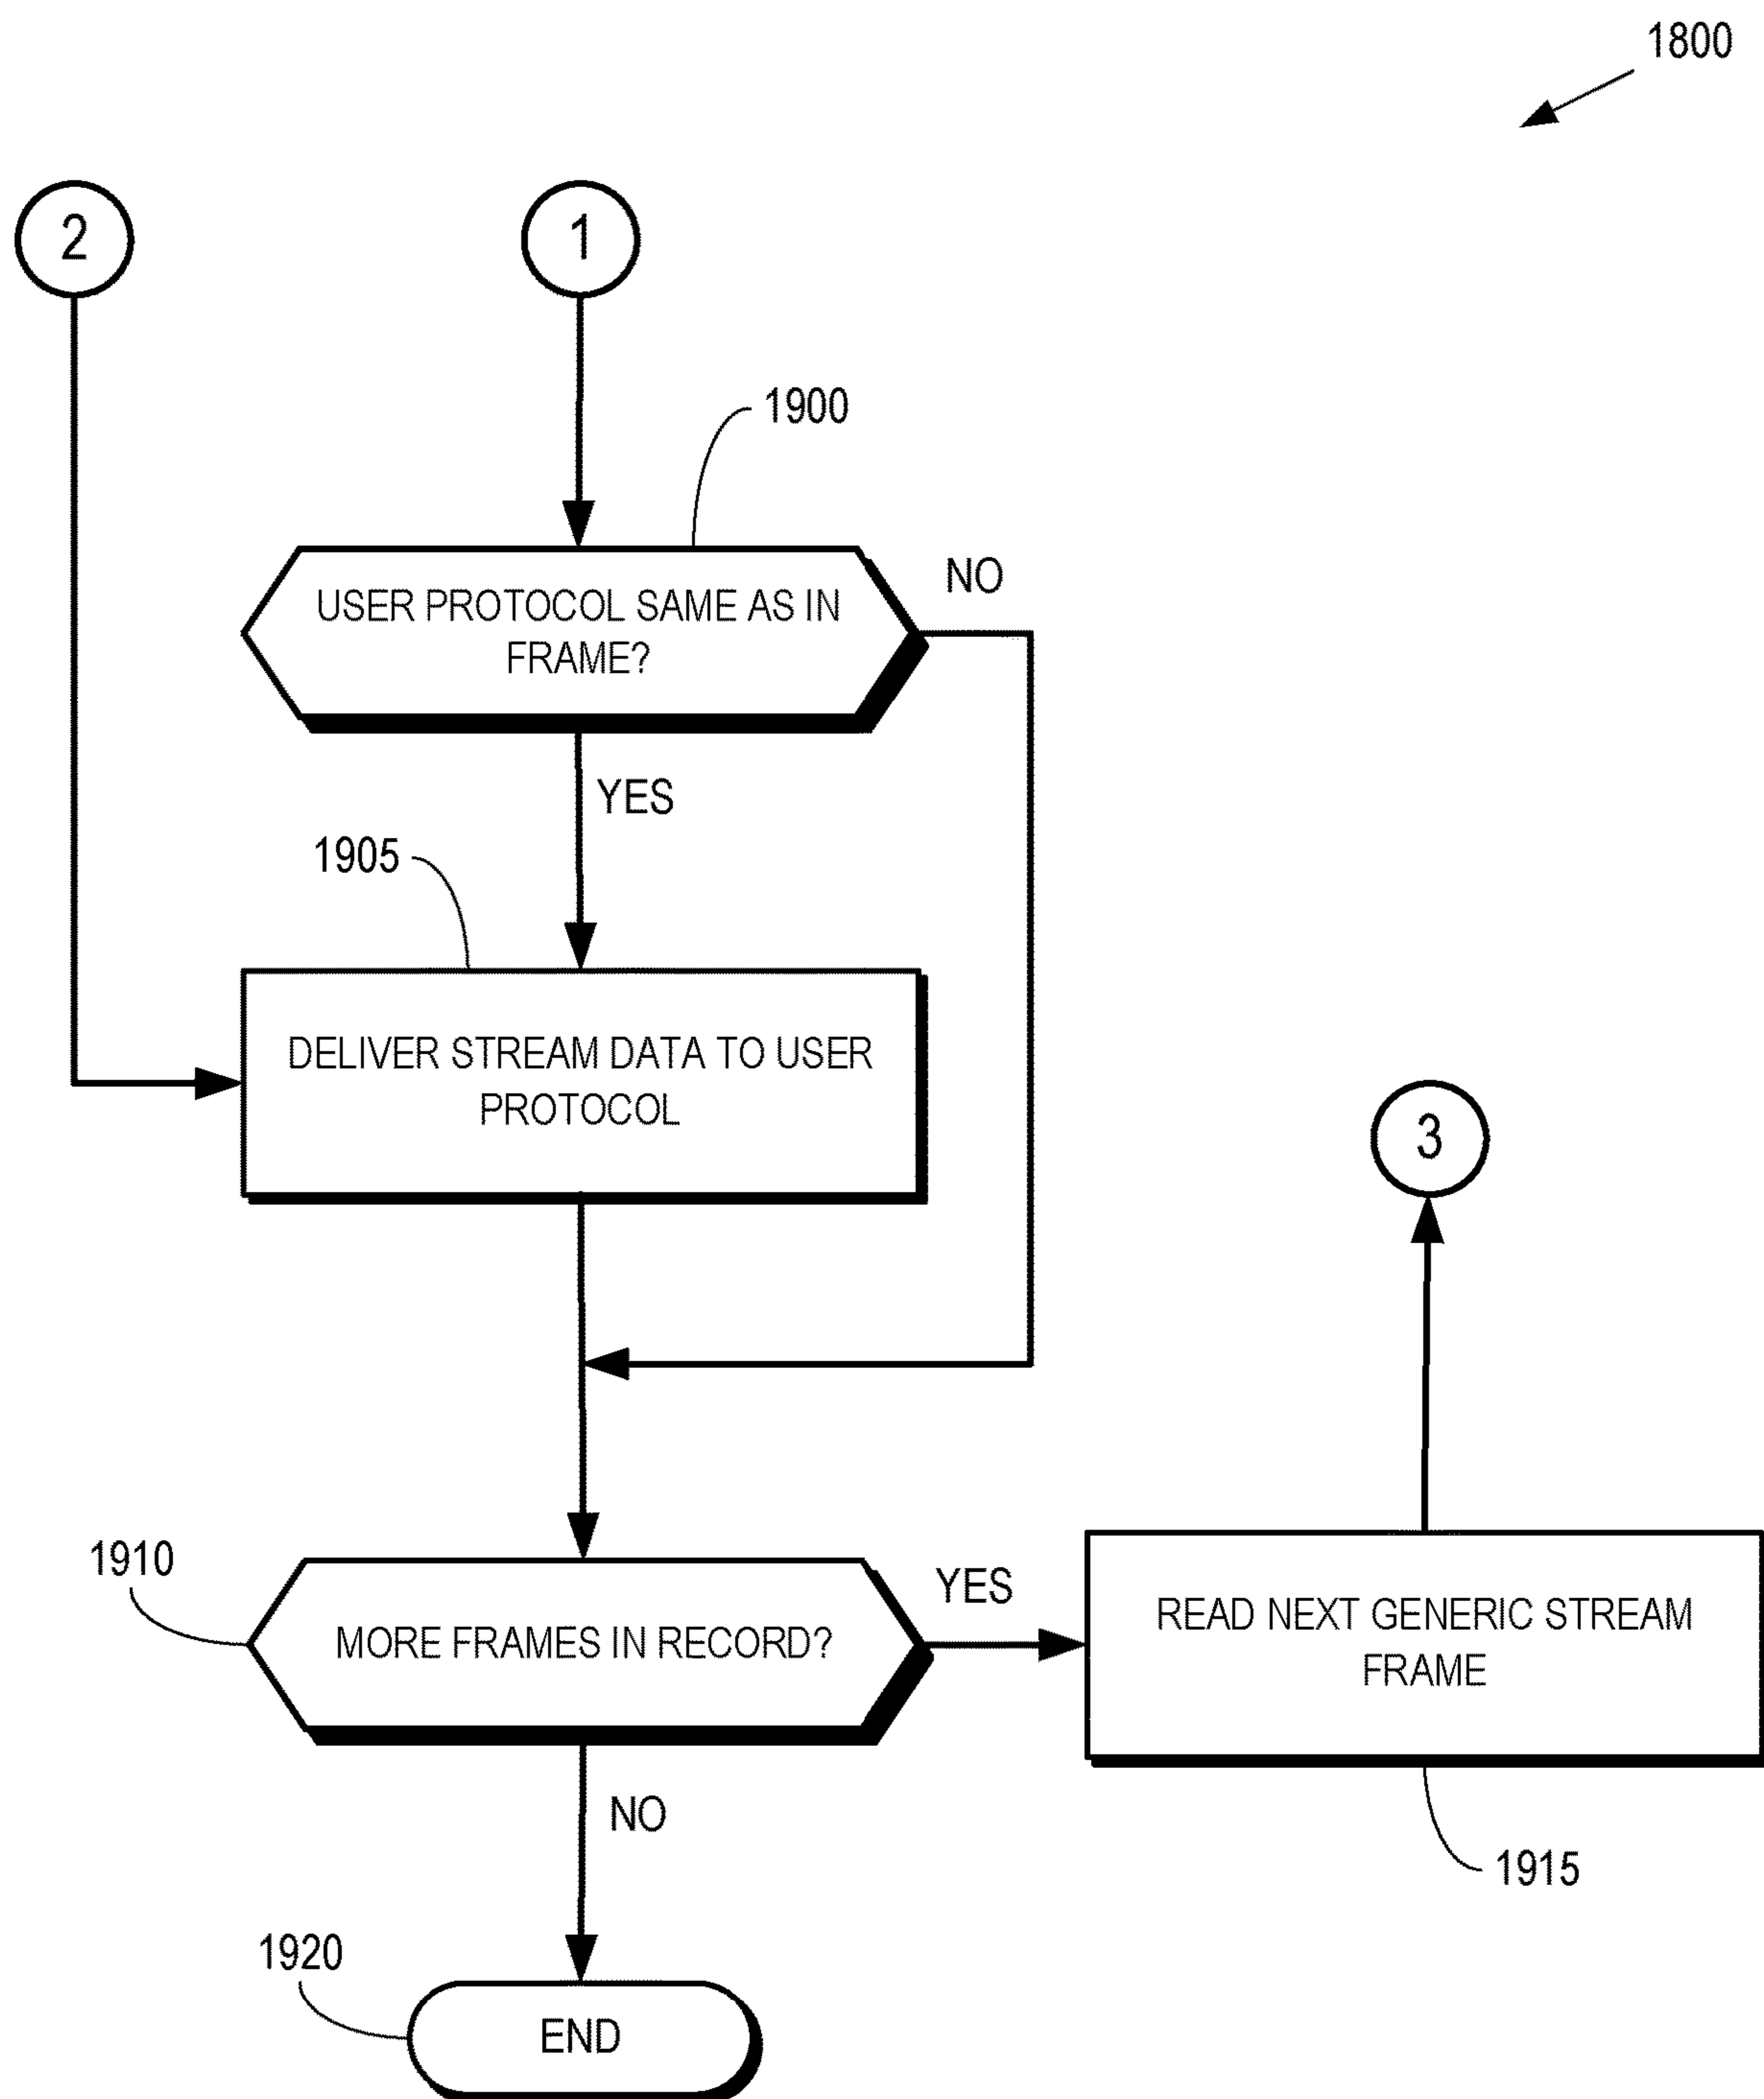 1800
2
1
1900
USER PROTOCOL SAME AS IN
FRAME?
NO
YES
1905
DELIVER STREAM DATA TO USER
PROTOCOL
3
1910
MORE FRAMES IN RECORD?
YES
READ NEXT GENERIC STREAM
FRAME
NO
1915
1920
END